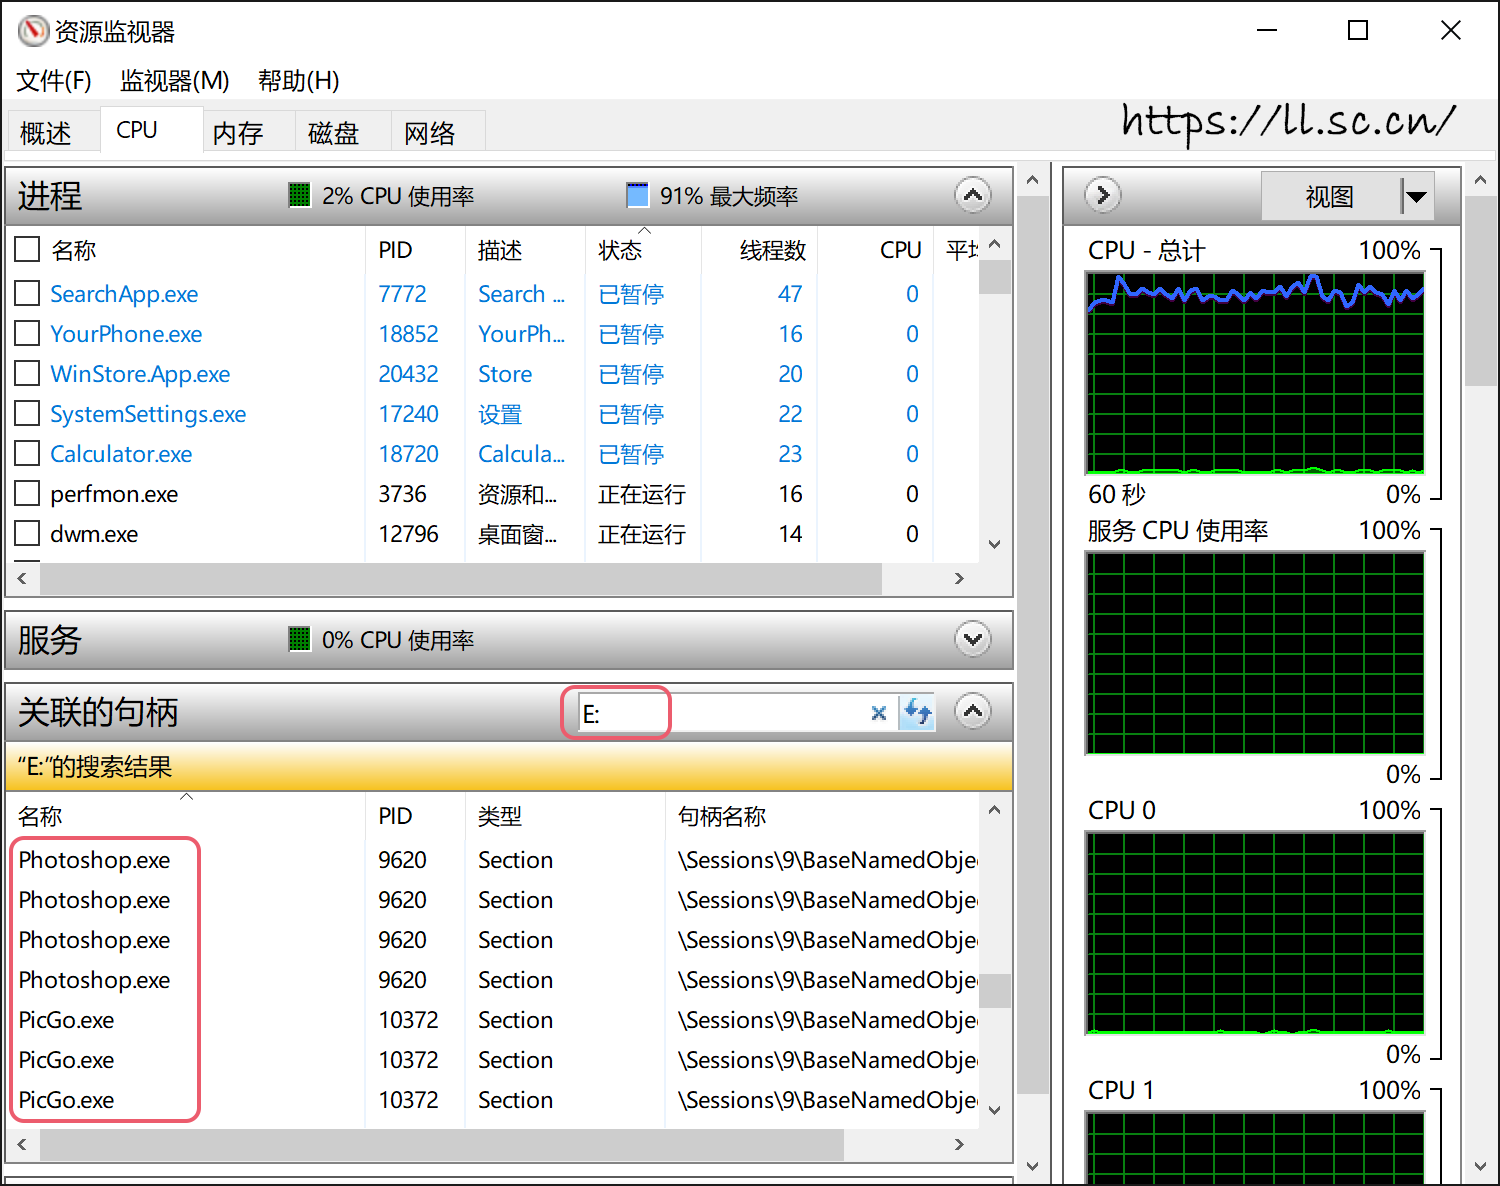 资源监视器
文件(F) 监视器(M) 帮助(H)
https://ll.sc.cn/
概述 CPU 内存 磁盘 网络
进程 2% CPU 使用率 91% 最大频率
名称 PID 描述 状态 线程数 CPU 平均
SearchApp.exe 7772 Search ... 已暂停 47 0
YourPhone.exe 18852 YourPh... 已暂停 16 0
WinStore.App.exe 20432 Store 已暂停 20 0
SystemSettings.exe 17240 设置 已暂停 22 0
Calculator.exe 18720 Calcula... 已暂停 23 0
perfmon.exe 3736 资源和... 正在运行 16 0
dwm.exe 12796 桌面窗... 正在运行 14 0
服务 0% CPU 使用率
关联的句柄 E:
“E:”的搜索结果
名称 PID 类型 句柄名称
Photoshop.exe 9620 Section \Sessions\9\BaseNamedObje
Photoshop.exe 9620 Section \Sessions\9\BaseNamedObje
Photoshop.exe 9620 Section \Sessions\9\BaseNamedObje
Photoshop.exe 9620 Section \Sessions\9\BaseNamedObje
PicGo.exe 10372 Section \Sessions\9\BaseNamedObje
PicGo.exe 10372 Section \Sessions\9\BaseNamedObje
PicGo.exe 10372 Section \Sessions\9\BaseNamedObje
视图
CPU - 总计 100%
60 秒 0%
服务 CPU 使用率 100%
0%
CPU 0 100%
0%
CPU 1 100%